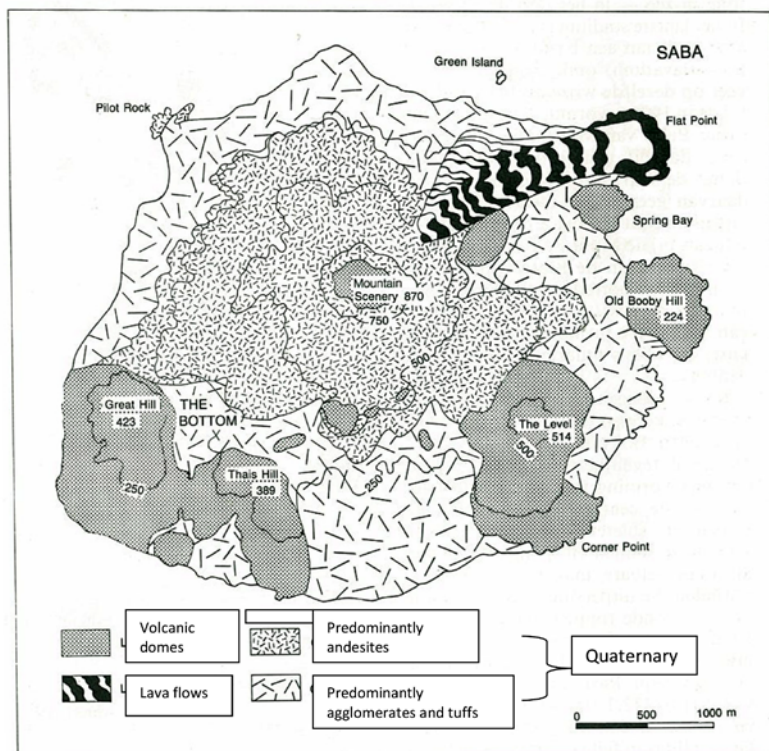 SABA
Green Island
Pilot Rock
Flat Point
Spring Bay
Mountain
Scenery 870
750
Old Booby Hill
224
500
Great Hill
423
THE
BOTTOM
The Level
514
500
Thais Hill
389
250
250
Corner Point
Volcanic
domes
Predominantly
andesites
Quaternary
Lava flows
Predominantly
agglomerates and tuffs
0 500 1000 m